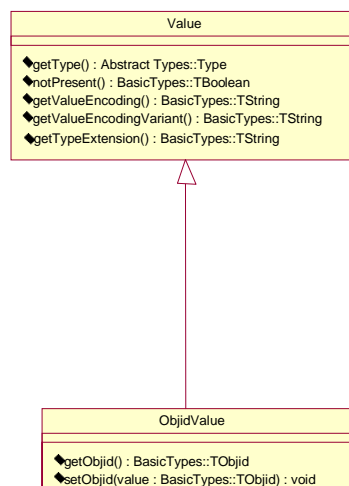 Value
getType() : Abstract Types::Type
notPresent() : BasicTypes::TBoolean
getValueEncoding() : BasicTypes::TString
getValueEncodingVariant() : BasicTypes::TString
getTypeExtension() : BasicTypes::TString
ObjidValue
getObjid() : BasicTypes::TObjid
setObjid(value : BasicTypes::TObjid) : void